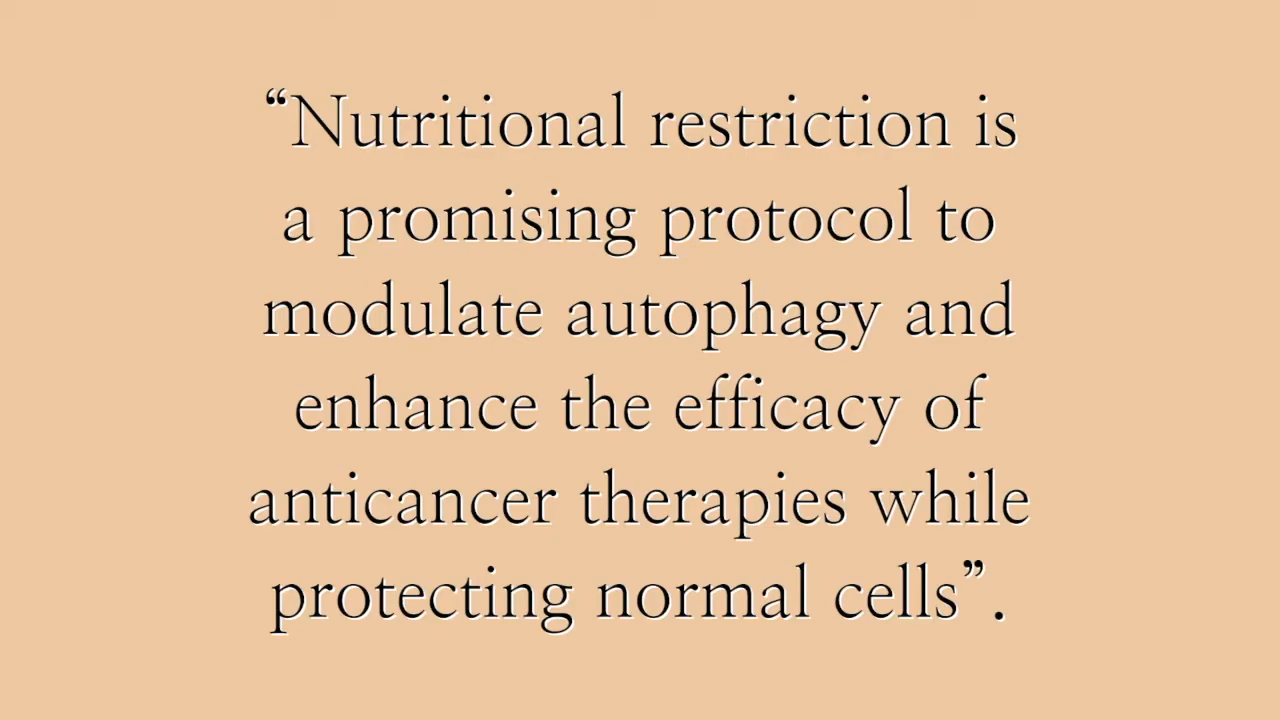 “Nutritional restriction is
a promising protocol to
modulate autophagy and
enhance the efficacy of
anticancer therapies while
protecting normal cells”.